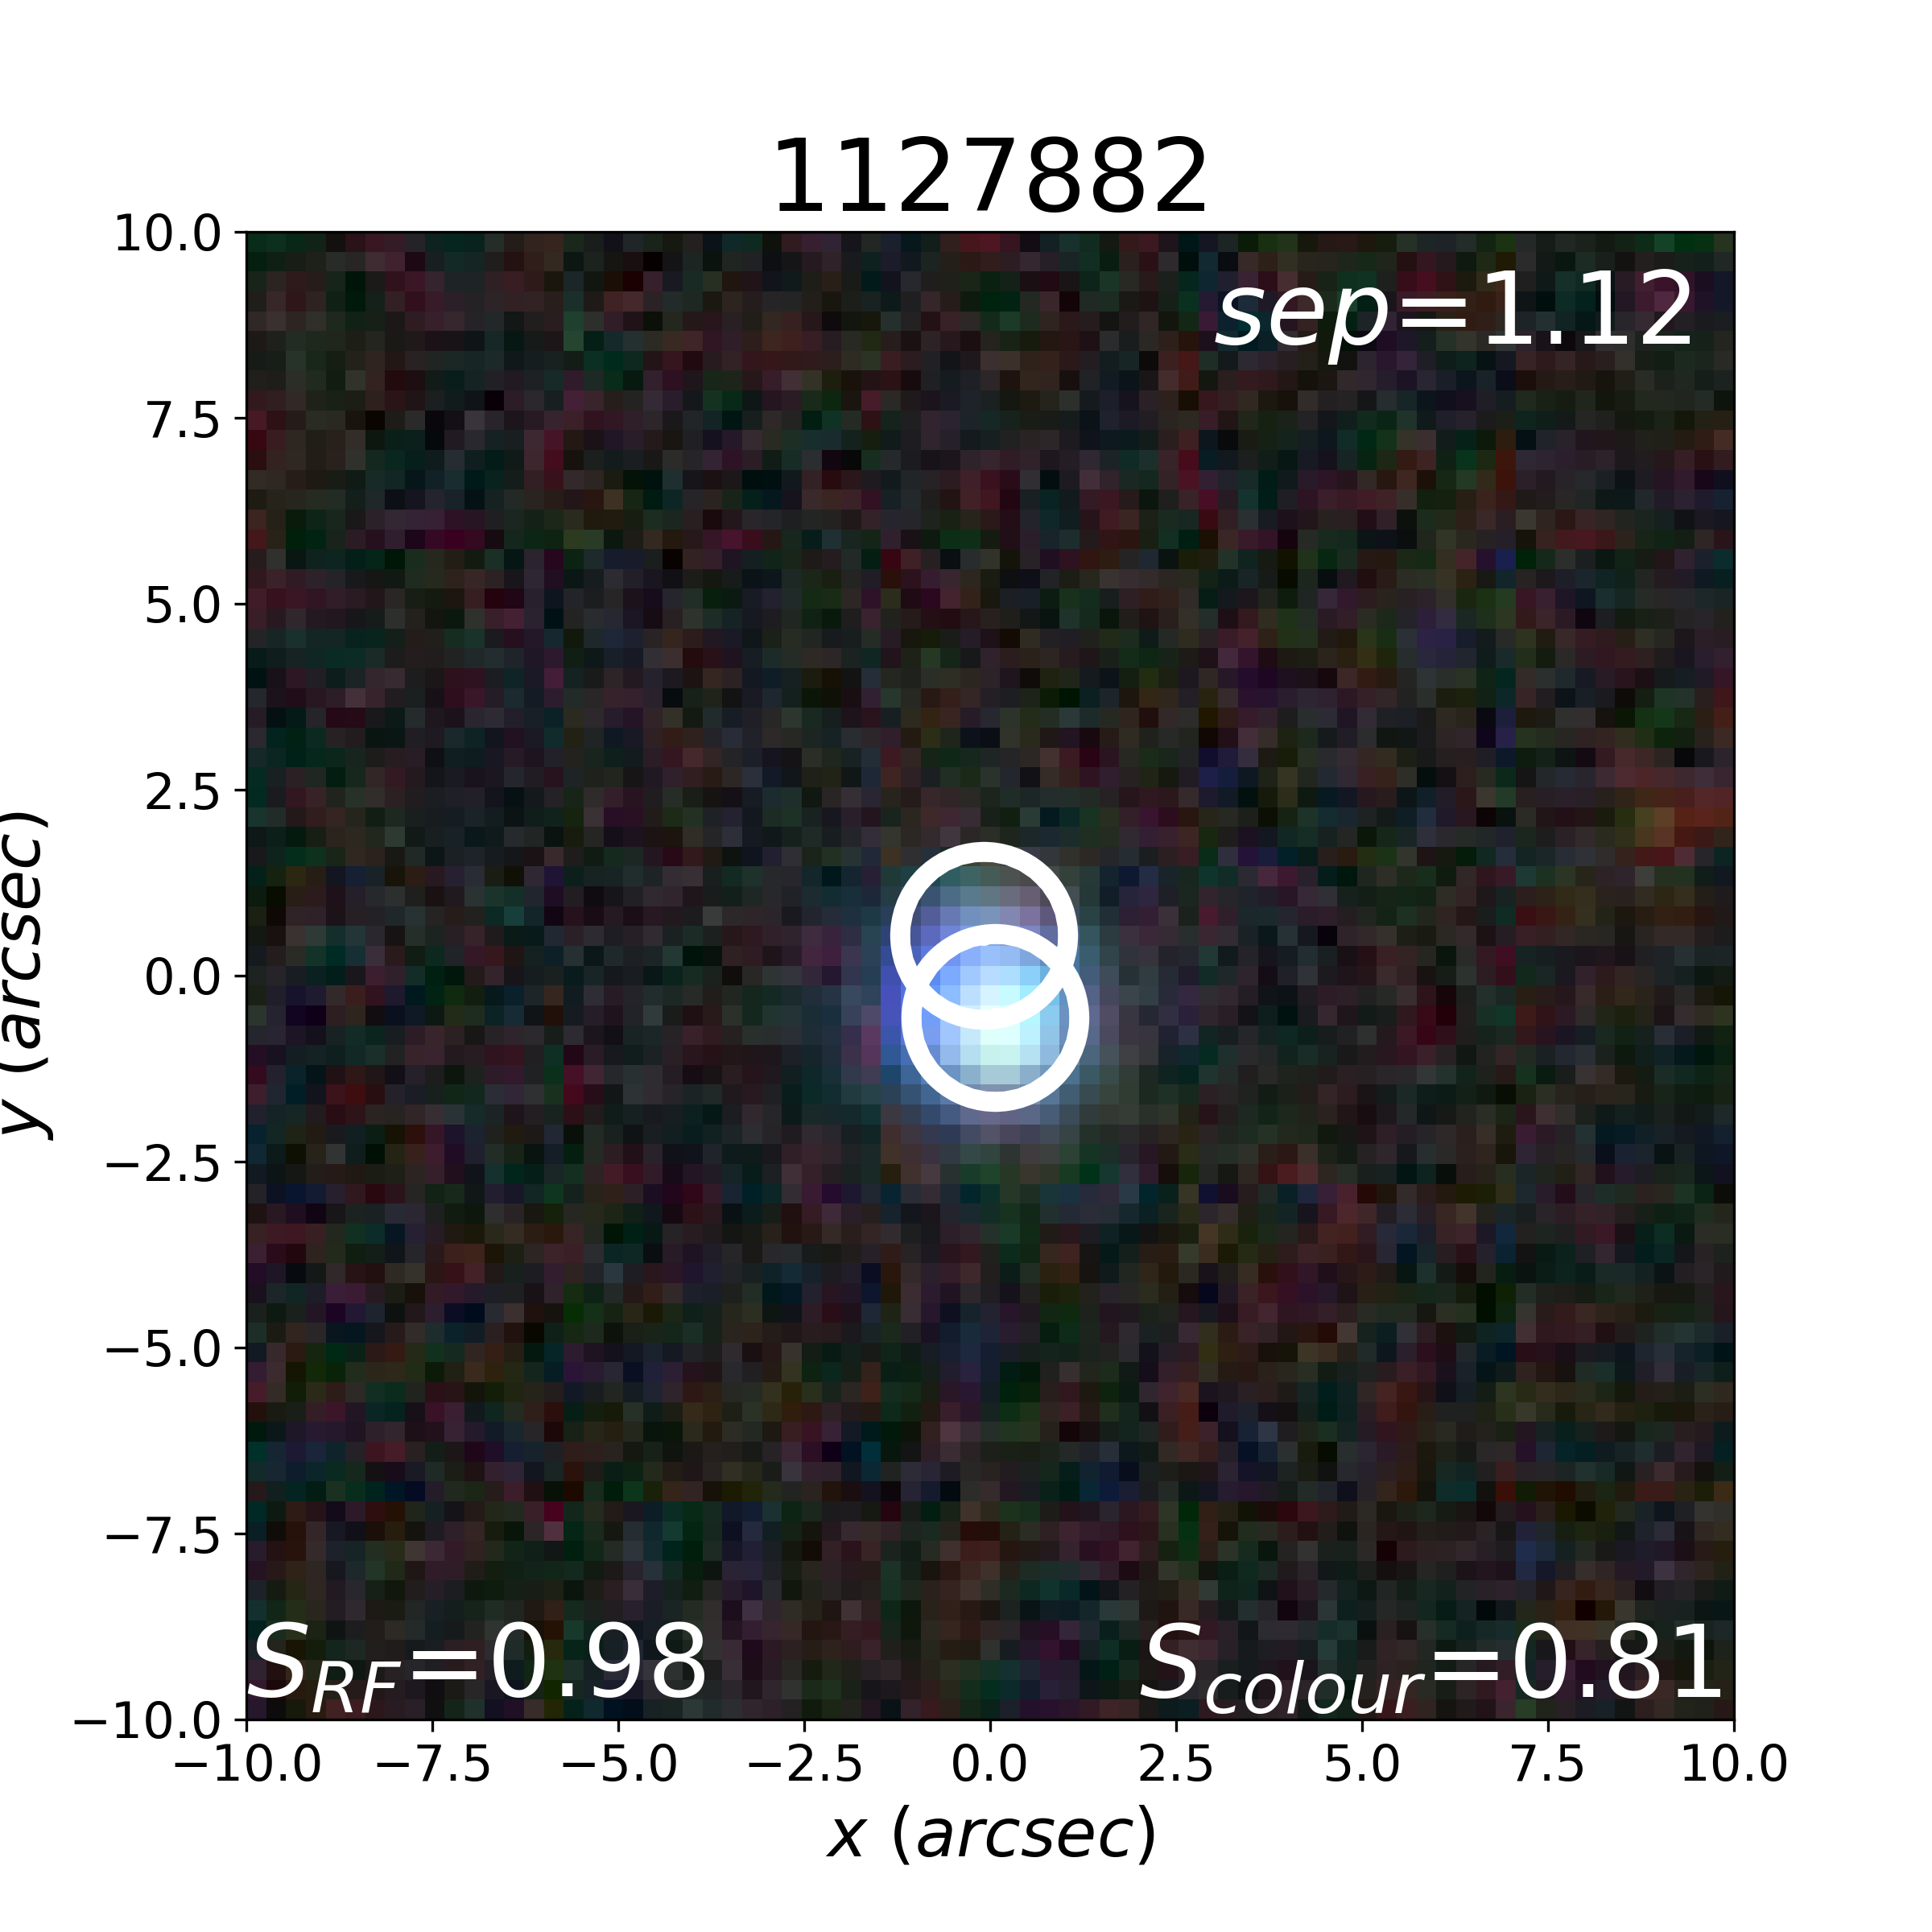 1127882
sep=1.12
10.0
7.5
5.0
2.5
0.0
−2.5
−5.0
−7.5
−10.0
y (arcsec)
S_RF=0.98
S_colour=0.81
−10.0 −7.5 −5.0 −2.5 0.0 2.5 5.0 7.5 10.0
x (arcsec)